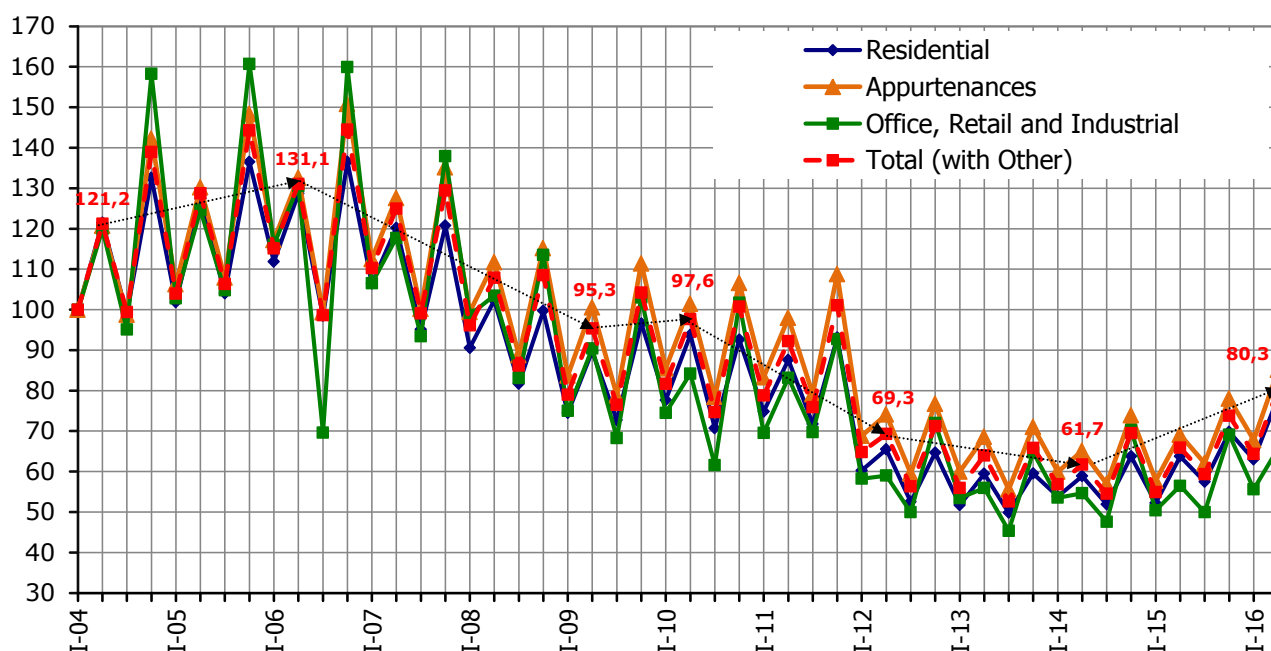 170
160
150
140
130
120
110
100
90
80
70
60
50
40
30
Residential
Appurtenances
Office, Retail and Industrial
Total (with Other)
121,2
131,1
95,3
97,6
69,3
61,7
80,3
I-04
I-05
I-06
I-07
I-08
I-09
I-10
I-11
I-12
I-13
I-14
I-15
I-16